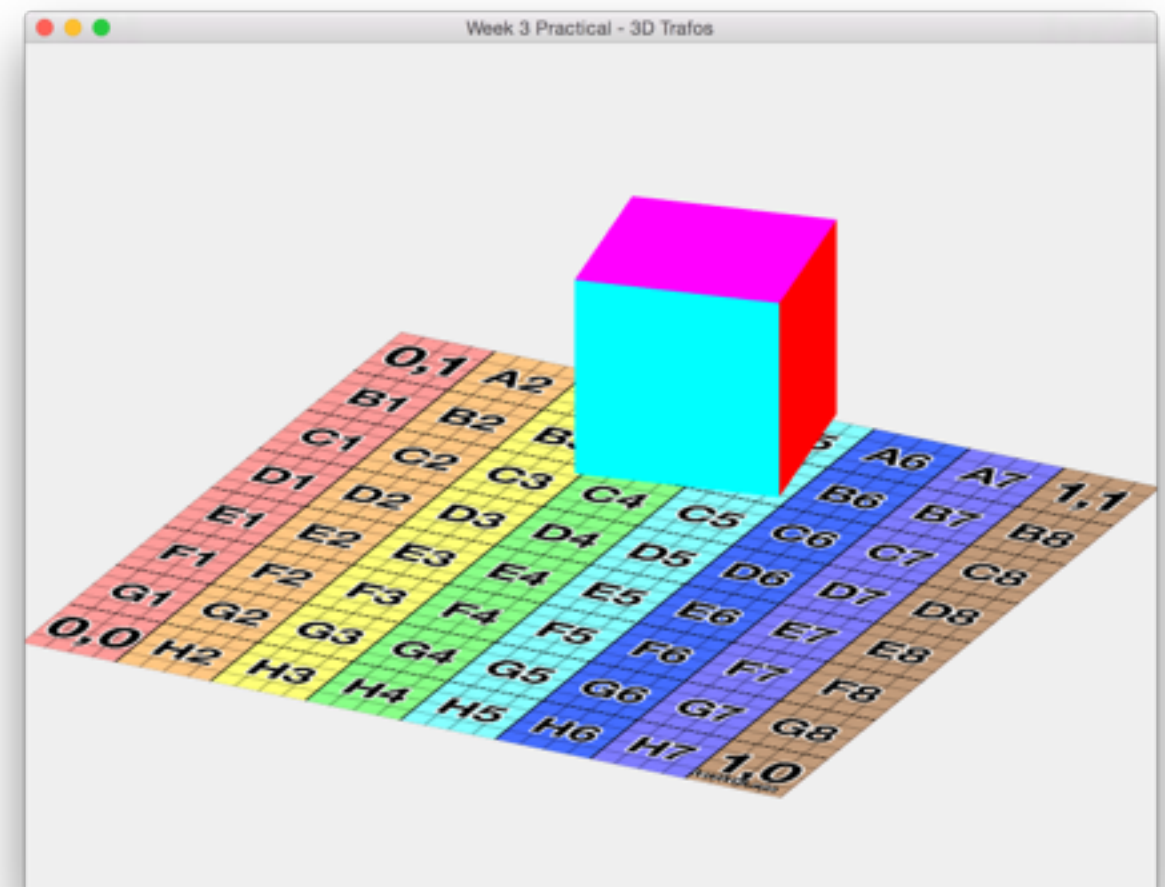 Week 3 Practical - 3D Trafos
0,1 A2 A6 A7 1,1
B1 B2 B6 B7 B8
C1 C2 C3 C4 C5 C6 C7 C8
D1 D2 D3 D4 D5 D6 D7 D8
E1 E2 E3 E4 E5 E6 E7 E8
F1 F2 F3 F4 F5 F6 F7 F8
G1 G2 G3 G4 G5 G6 G7 G8
0,0 H2 H3 H4 H5 H6 H7 1,0